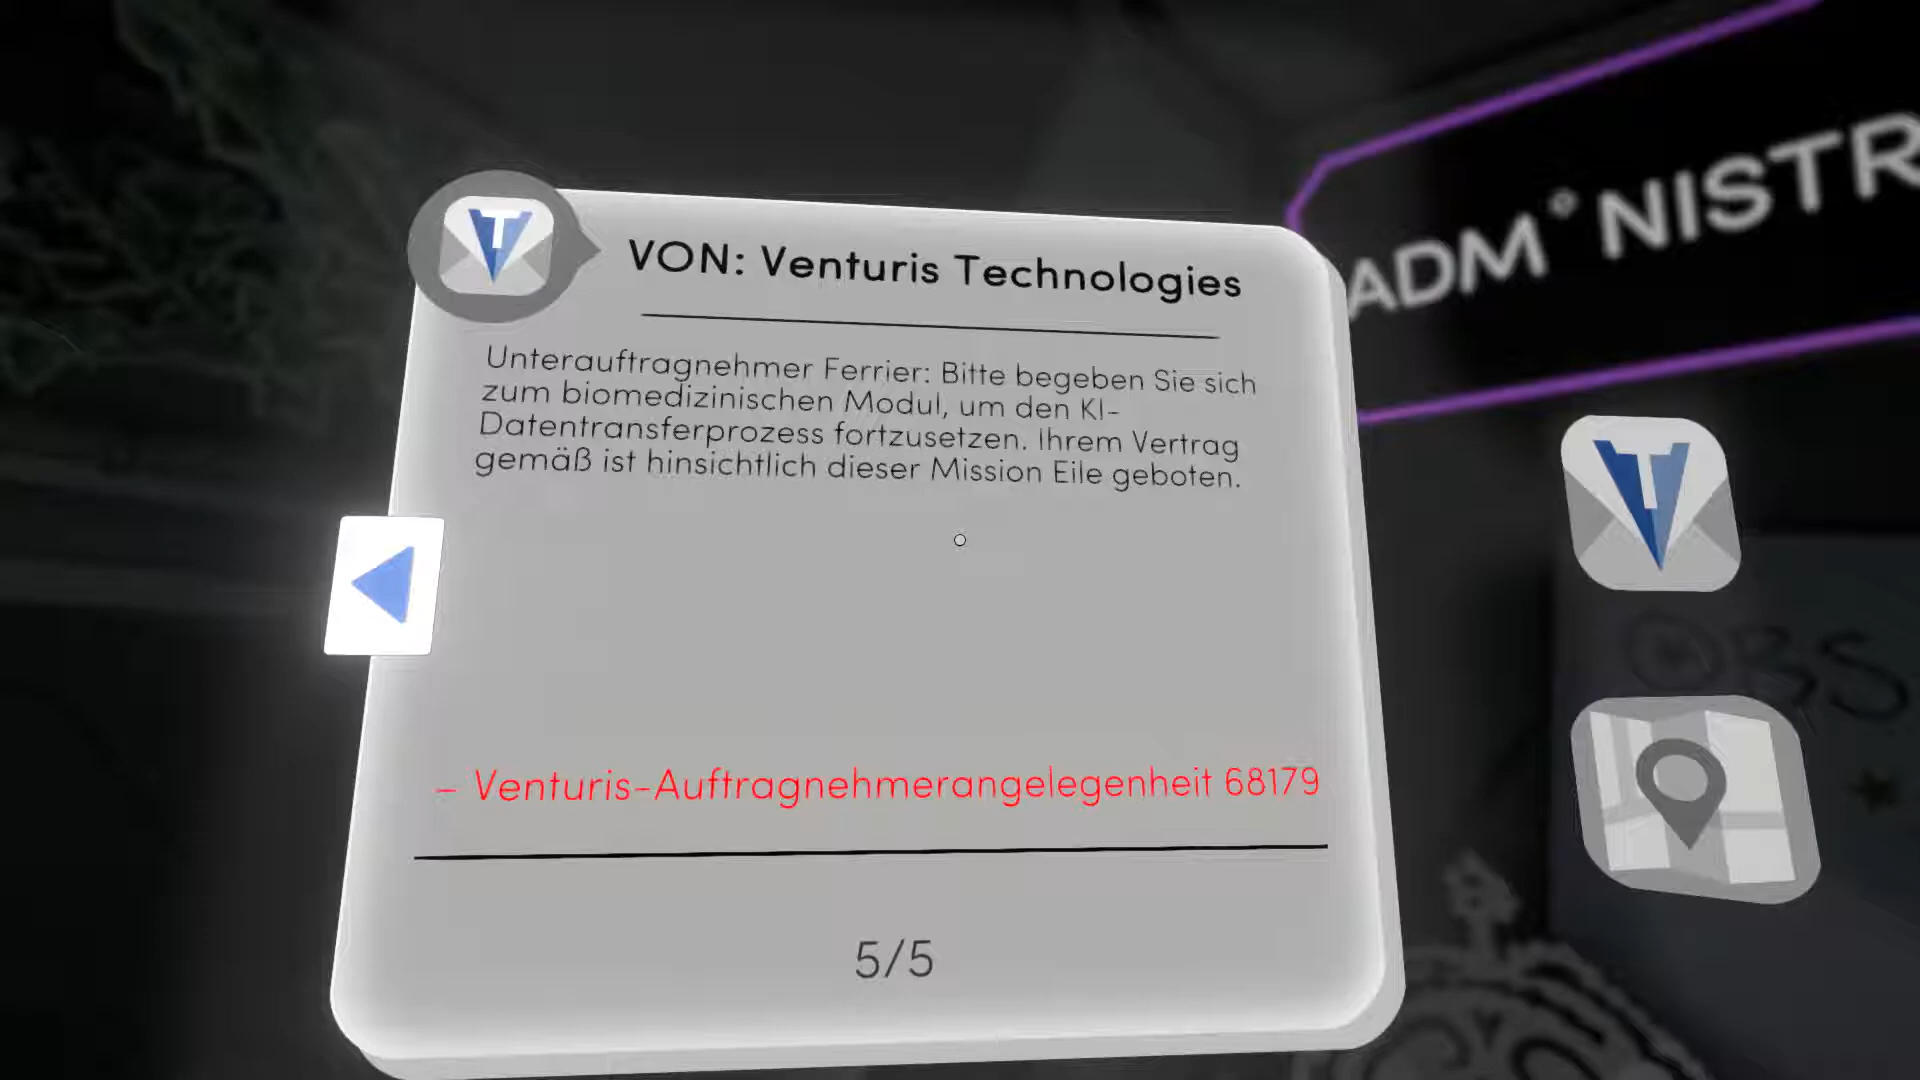 VON: Venturis Technologies
Unterauftragnehmer Ferrier: Bitte begeben Sie sich
zum biomedizinischen Modul, um den KI-
Datentransferprozess fortzusetzen. Ihrem Vertrag
gemäß ist hinsichtlich dieser Mission Eile geboten.
– Venturis-Auftragnehmerangelegenheit 68179
5/5
ADM°NISTR
OBS